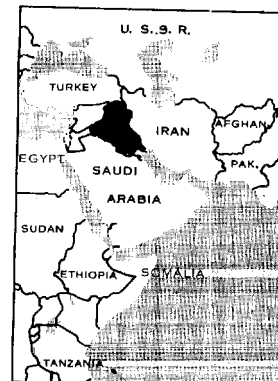 U. S. S. R.
TURKEY
IRAN
AFGHAN.
EGYPT
PAK.
SAUDI
ARABIA
SUDAN
ETHIOPIA
SOMALIA
TANZANIA